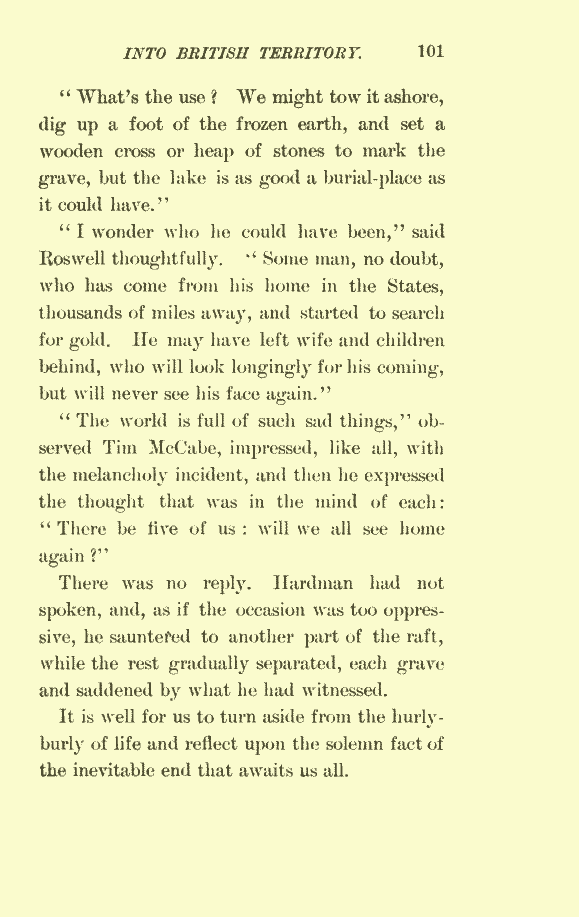 INTO BRITISH TERRITORY. 101
“ What’s the use ? We might tow it ashore,
dig up a foot of the frozen earth, and set a
wooden cross or heap of stones to mark the
grave, but the lake is as good a burial-place as
it could have.’’
“ I wonder who he could have been,’’ said
Roswell thoughtfully. “ Some man, no doubt,
who has come from his home in the States,
thousands of miles away, and started to search
for gold. He may have left wife and children
behind, who will look longingly for his coming,
but will never see his face again.’’
“ The world is full of such sad things,’’ ob-
served Tim McCabe, impressed, like all, with
the melancholy incident, and then he expressed
the thought that was in the mind of each :
“ There be five of us : will we all see home
again ?’’
There was no reply. Hardman had not
spoken, and, as if the occasion was too oppres-
sive, he sauntered to another part of the raft,
while the rest gradually separated, each grave
and saddened by what he had witnessed.
It is well for us to turn aside from the hurly-
burly of life and reflect upon the solemn fact of
the inevitable end that awaits us all.